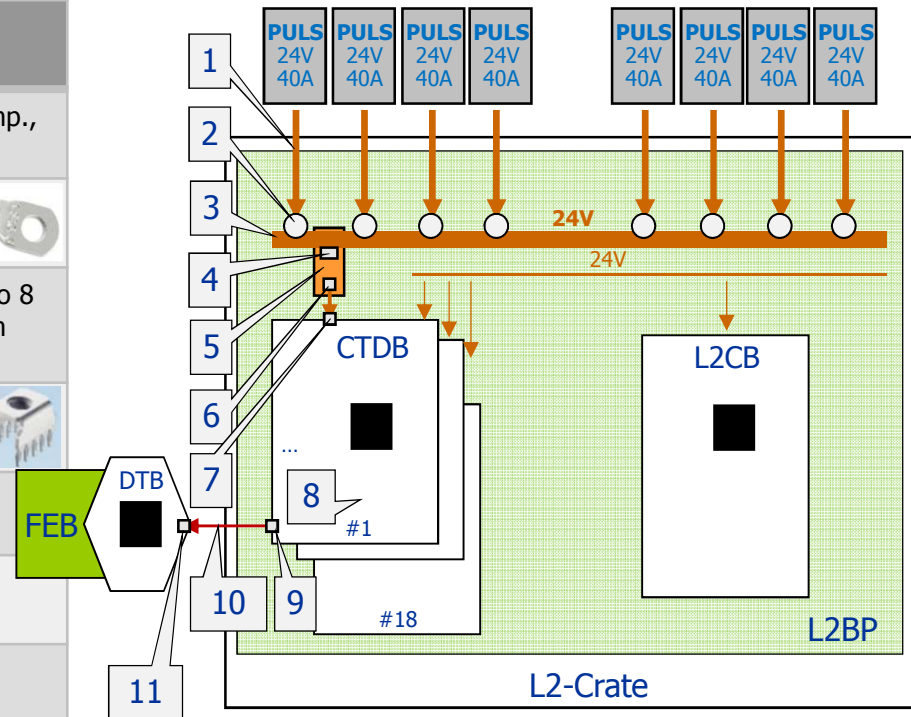 PULS PULS PULS PULS PULS PULS PULS PULS
24V 24V 24V 24V 24V 24V 24V 24V
40A 40A 40A 40A 40A 40A 40A 40A
1
2
3
24V
4
24V
5
CTDB
L2CB
6
7
...
8
#1
DTB
FEB
10
9
#18
L2BP
11
L2-Crate
o 8